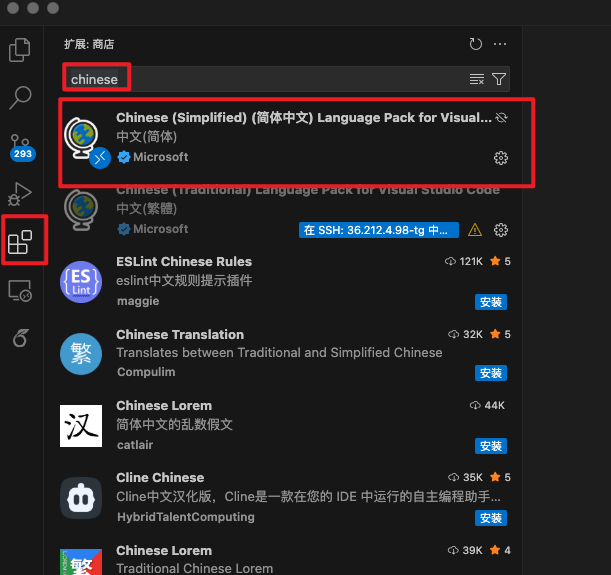 扩展: 商店
chinese
Chinese (Simplified) (简体中文) Language Pack for Visual...
中文(简体)
Microsoft
293
Chinese (Traditional) Language Pack for Visual Studio Code
中文(繁體)
Microsoft
在 SSH: 36.212.4.98-tg 中...
ESLint Chinese Rules
121K
5
ES
Lint
eslint中文规则提示插件
maggie
安装
Chinese Translation
32K
5
繁
Translates between Traditional and Simplified Chinese
Compulim
安装
Chinese Lorem
44K
汉
简体中文的乱数假文
catlair
安装
Cline Chinese
35K
5
Cline中文汉化版，Cline是一款在您的 IDE 中运行的自主编程助手...
HybridTalentComputing
安装
Chinese Lorem
39K
4
繁
Traditional Chinese Lorem